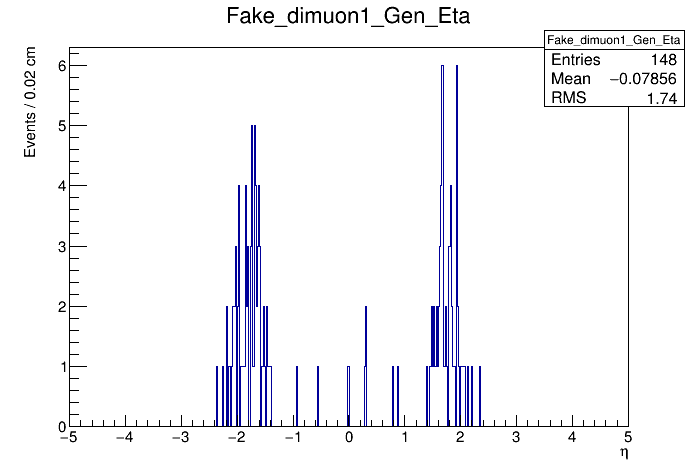 Fake_dimuon1_Gen_Eta
Fake_dimuon1_Gen_Eta
Entries 148
Mean −0.07856
RMS 1.74
Events / 0.02 cm
6
5
4
3
2
1
0
−5 −4 −3 −2 −1 0 1 2 3 4 5
η